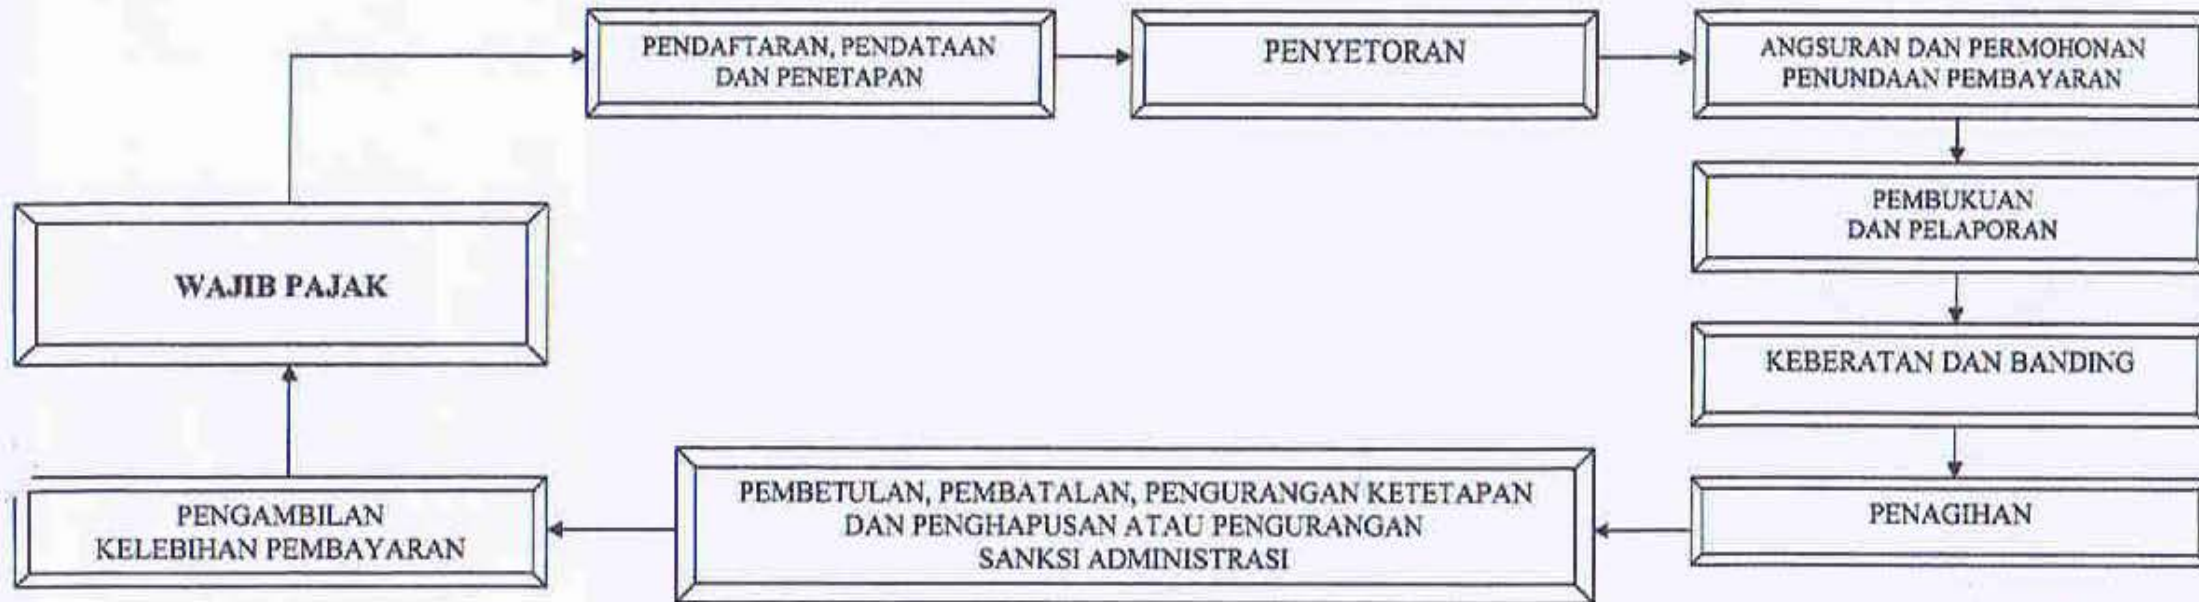 PENDAFTARAN, PENDATAAN
DAN PENETAPAN
PENYETORAN
ANGSURAN DAN PERMOHONAN
PENUNDAAN PEMBAYARAN
PEMBUKUAN
DAN PELAPORAN
KEBERATAN DAN BANDING
PENAGIHAN
PEMBETULAN, PEMBATALAN, PENGURANGAN KETETAPAN
DAN PENGHAPUSAN ATAU PENGURANGAN
SANKSI ADMINISTRASI
PENGAMBILAN
KELEBIHAN PEMBAYARAN
WAJIB PAJAK